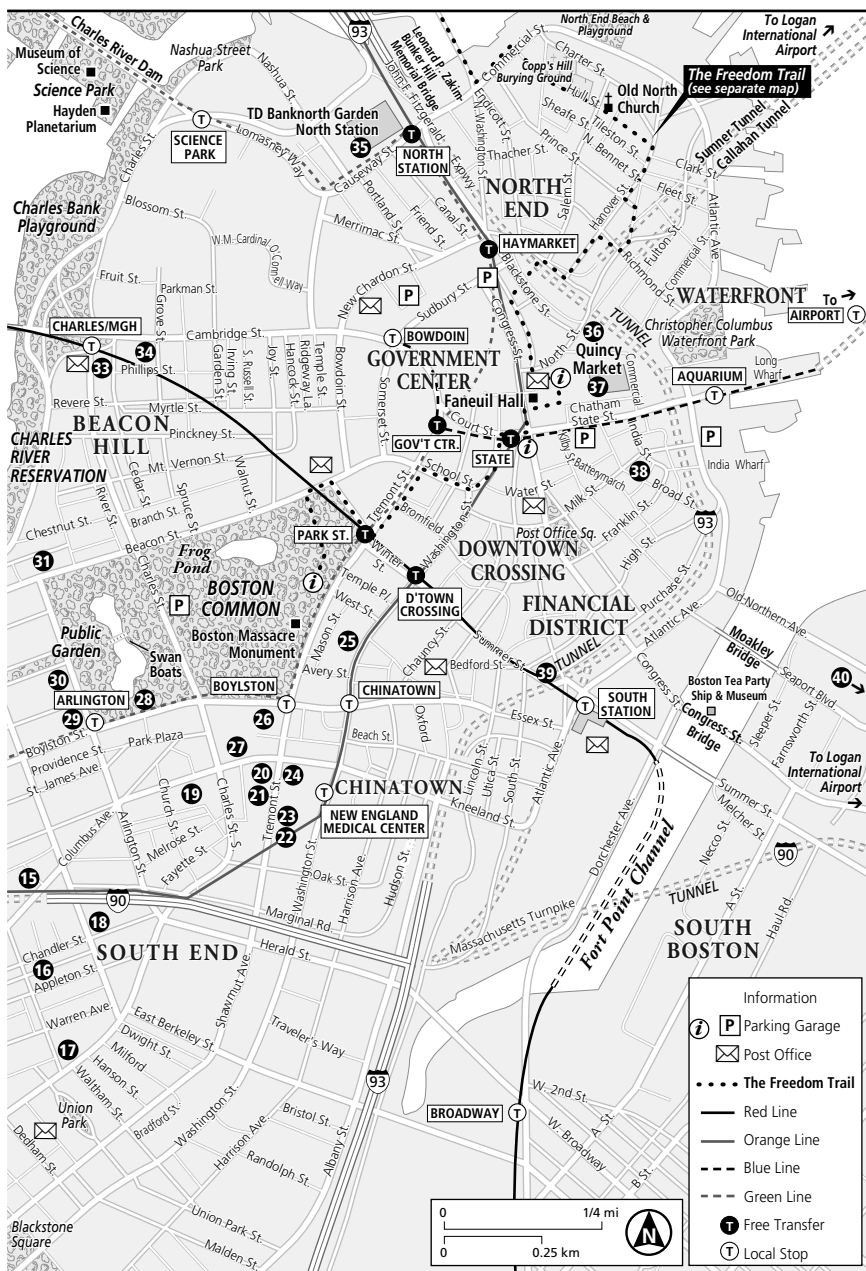 Charles River Dam
Museum of
Science
Science Park
Hayden
Planetarium
Nashua Street
Park
Nashua St.
93
Leonard P. Zakim-
Bunker Hill
Memorial Bridge
John F. Fitzgerald
Expwy.
North End Beach &
Playground
To Logan
International
Airport
Commercial St.
Charter St.
Copp's Hill
Burying Ground
Hull St.
Old North
Church
The Freedom Trail
(see separate map)
Sumner Tunnel
Callahan Tunnel
TD Banknorth Garden
North Station
35
T
SCIENCE
PARK
Lomasney Way
T
NORTH
STATION
Causeway St.
Endicott St.
N. Washington St.
Sheafe St.
Tileston St.
Prince St.
N. Bennet St.
Thacher St.
Clark St.
Fleet St.
Atlantic Ave.
Salem St.
Hanover St.
NORTH
END
Charles St.
Charles Bank
Playground
Blossom St.
Portland St.
Friend St.
Canal St.
Merrimac St.
T
HAYMARKET
Fulton St.
Commercial St.
Richmond St.
W.M. Cardinal O'Connell Way
New Chardon St.
P
P
Blackstone St.
TUNNEL
WATERFRONT
To
AIRPORT
T
Fruit St.
Parkman St.
Grove St.
Sudbury St.
Congress St.
North St.
36
Christopher Columbus
Waterfront Park
CHARLES/MGH
T
Cambridge St.
T
BOWDOIN
GOVERNMENT
CENTER
33
34
Phillips St.
Garden St.
Irving St.
S. Russell St.
Joy St.
Hancock St.
Ridgeway La.
Temple St.
Bowdoin St.
Somerset St.
Faneuil Hall
i
Quincy
Market
37
AQUARIUM
T
Long
Wharf
Revere St.
Myrtle St.
BEACON
HILL
Pinckney St.
T
GOV'T CTR.
Court St.
T
STATE
i
Chatham
State St.
Commercial
P
P
India St.
India Wharf
CHARLES
RIVER
RESERVATION
Mt. Vernon St.
Cedar St.
River St.
Spruce St.
Walnut St.
Kilby St.
Batterymarch
38
Broad St.
Chestnut St.
Branch St.
Beacon St.
Tremont St.
School St.
Bromfield
Washington St.
Water St.
Milk St.
Post Office Sq.
Franklin St.
High St.
93
31
Frog
Pond
PARK ST.
T
Winter
St.
DOWNTOWN
CROSSING
i
BOSTON
COMMON
Charles St.
P
Temple Pl.
West St.
T
D'TOWN
CROSSING
FINANCIAL
DISTRICT
Purchase St.
Old Northern Ave.
Atlantic Ave.
Public
Garden
Swan
Boats
Boston Massacre
Monument
Mason St.
25
Avery St.
Chauncy St.
Bedford St.
Summer St.
39
TUNNEL
Congress St.
Moakley
Bridge
Seaport Blvd.
40
Boston Tea Party
Ship & Museum
Congress St.
Bridge
Sleeper St.
Farnsworth St.
30
ARLINGTON
28
BOYLSTON
T
T
CHINATOWN
Oxford
Essex St.
T
SOUTH
STATION
29
T
Boylston St.
26
Beach St.
Providence St.
Park Plaza
St. James Ave
27
Lincoln St.
Utica St.
South St.
Atlantic Ave.
To Logan
International
Airport
Summer St.
Melcher St.
19
20
21
24
Tremont St.
CHINATOWN
T
NEW ENGLAND
MEDICAL CENTER
Kneeland St.
Columbus Ave.
Church St.
Melrose St.
Fayette St.
Charles St. S.
Arlington St.
23
22
Washington St.
Oak St.
Harrison Ave.
Hudson St.
Dorchester Ave.
Fort Point Channel
Necco St.
A St.
90
15
90
Marginal Rd
Massachusetts Turnpike
TUNNEL
SOUTH
BOSTON
Haul Rd.
18
Chandler St.
SOUTH END
Herald St.
16
Appleton St.
Warren Ave
Shawmut Ave.
East Berkeley St.
Traveler's Way
17
Dwight St.
Milford
Hanson St.
Waltham St.
Union
Park
Bradford St.
Washington St.
Harrison Ave.
Dedham St.
93
Bristol St.
Randolph St.
Albany St.
BROADWAY
T
W. 2nd St.
W. Broadway
A St.
B St.
Union Park St.
Malden St.
Blackstone
Square
0 1/4 mi
0 0.25 km
N
Information
i P Parking Garage
Post Office
The Freedom Trail
Red Line
Orange Line
Blue Line
Green Line
T Free Transfer
T Local Stop